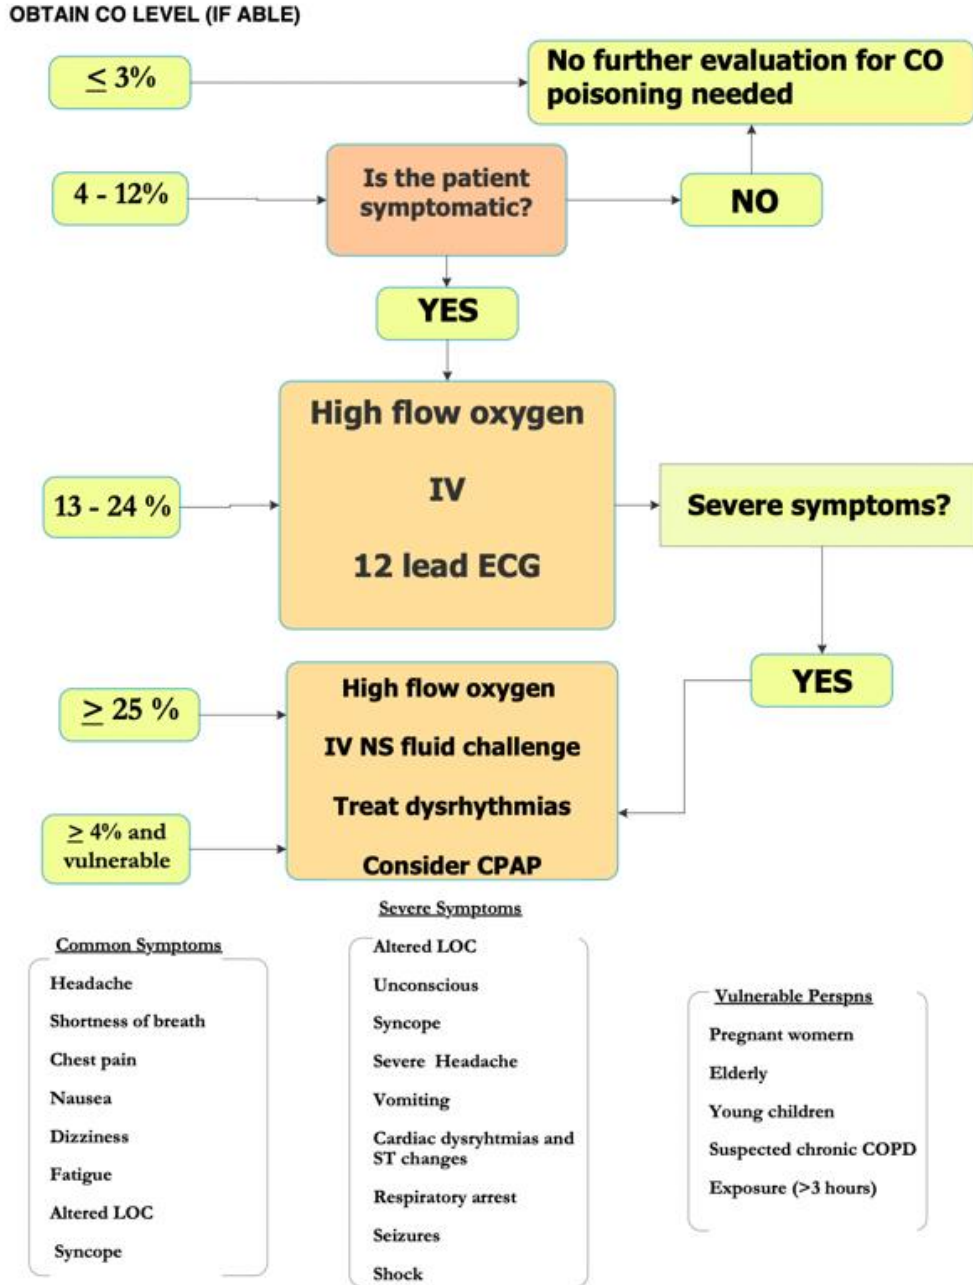 OBTAIN CO LEVEL (IF ABLE)
≤ 3%
No further evaluation for CO
poisoning needed
4 - 12%
Is the patient
symptomatic?
NO
YES
High flow oxygen
IV
12 lead ECG
13 - 24 %
Severe symptoms?
YES
≥ 25 %
High flow oxygen
IV NS fluid challenge
Treat dysrhythmias
Consider CPAP
≥ 4% and
vulnerable
Common Symptoms
Headache
Shortness of breath
Chest pain
Nausea
Dizziness
Fatigue
Altered LOC
Syncope
Severe Symptoms
Altered LOC
Unconscious
Syncope
Severe Headache
Vomiting
Cardiac dysryhtmias and
ST changes
Respiratory arrest
Seizures
Shock
Vulnerable Perspns
Pregnant womern
Elderly
Young children
Suspected chronic COPD
Exposure (>3 hours)